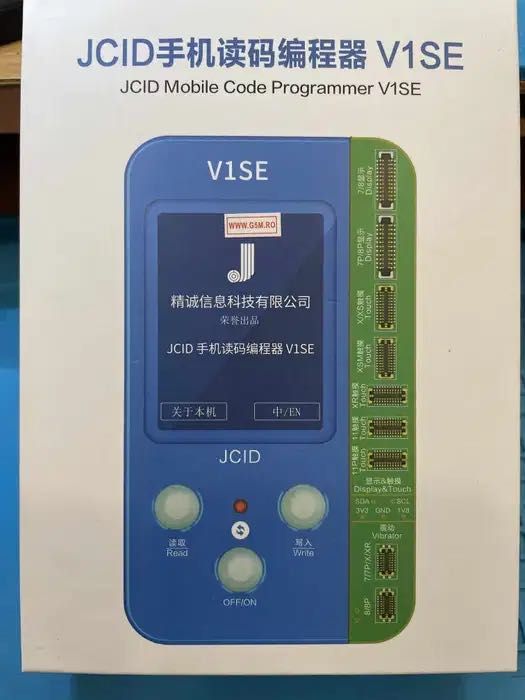 JCID手机读码编程器 V1SE
JCID Mobile Code Programmer V1SE
V1SE
WWW.GSM.RO
精诚信息科技有限公司
荣誉出品
JCID 手机读码编程器 V1SE
关于本机
中/EN
JCID
读取
Read
写入
Write
OFF/ON
7/8显示
Display
7P/8P显示
Display
X/XS触摸
Touch
XSM触摸
Touch
XR触摸
Touch
11触摸
Touch
11P触摸
Touch
显示&触摸
Display&Touch
SDA
SCL
3V3 GND 1V8
震动
Vibrator
7/7P/X/XR
8/8P